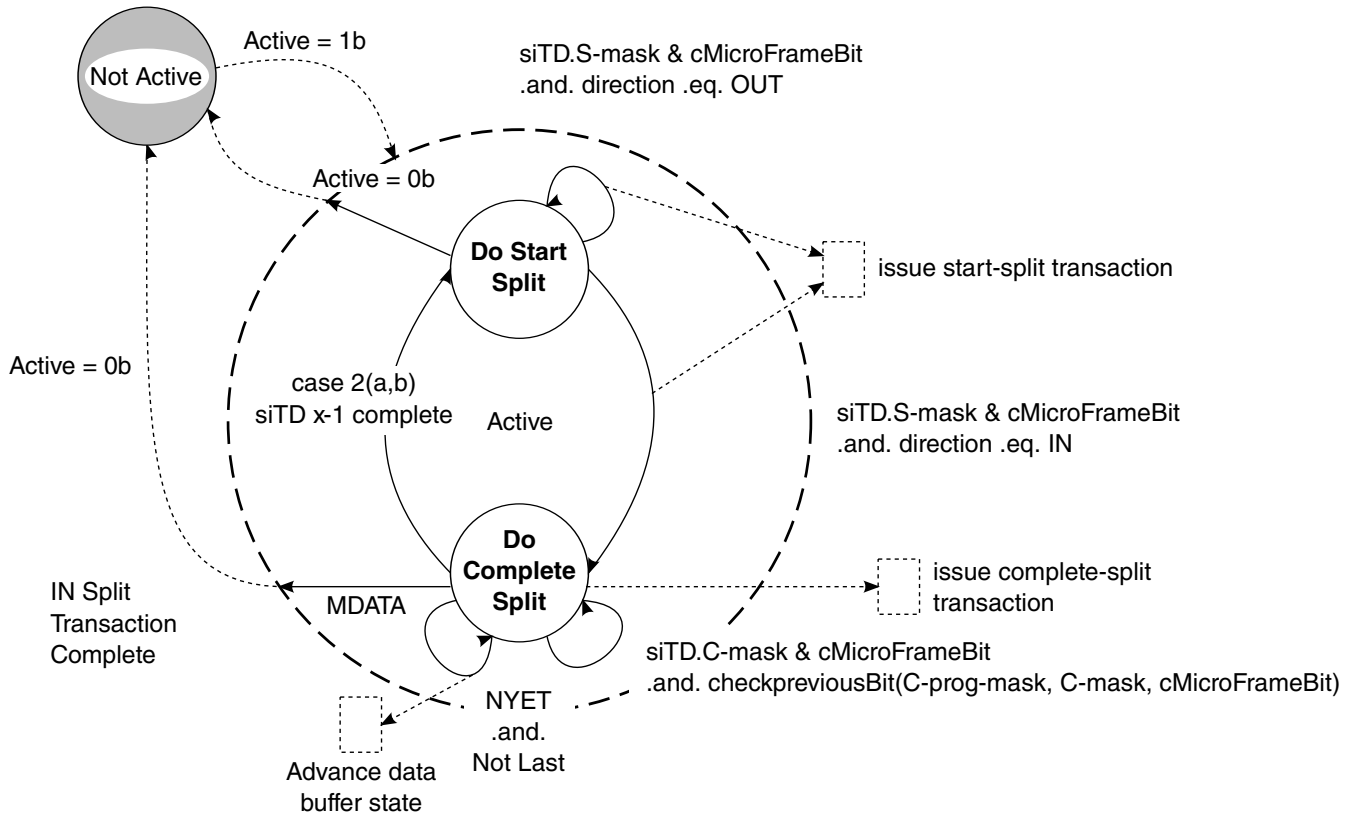 Active = 1b
siTD.S-mask & cMicroFrameBit
.and. direction .eq. OUT
Not Active
Active = 0b
Do Start
Split
issue start-split transaction
Active = 0b
case 2(a,b)
siTD x-1 complete
Active
siTD.S-mask & cMicroFrameBit
.and. direction .eq. IN
Do
Complete
Split
issue complete-split
transaction
IN Split
Transaction
Complete
MDATA
siTD.C-mask & cMicroFrameBit
.and. checkpreviousBit(C-prog-mask, C-mask, cMicroFrameBit)
NYET
.and.
Not Last
Advance data
buffer state